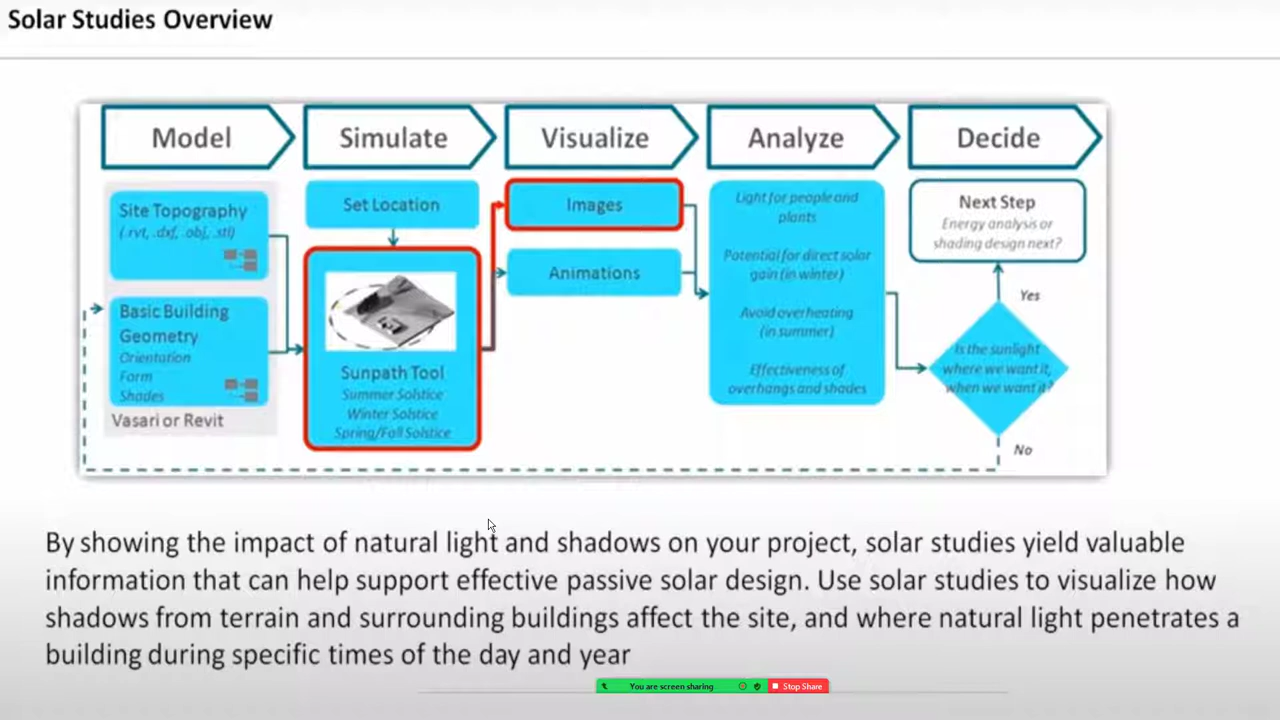 Solar Studies Overview
Model
Simulate
Visualize
Analyze
Decide
Site Topography
(.rvt, .dxf, .obj, .stl)
Basic Building
Geometry
Orientation
Form
Shades
Vasari or Revit
Set Location
Sunpath Tool
Summer Solstice
Winter Solstice
Spring/Fall Solstice
Images
Animations
Light for people and
plants
Potential for direct solar
gain (in winter)
Avoid overheating
(in summer)
Effectiveness of
overhangs and shades
Next Step
Energy analysis or
shading design next?
Yes
Is the sunlight
where we want it,
when we want it?
No
By showing the impact of natural light and shadows on your project, solar studies yield valuable
information that can help support effective passive solar design. Use solar studies to visualize how
shadows from terrain and surrounding buildings affect the site, and where natural light penetrates a
building during specific times of the day and year
You are screen sharing
Stop Share